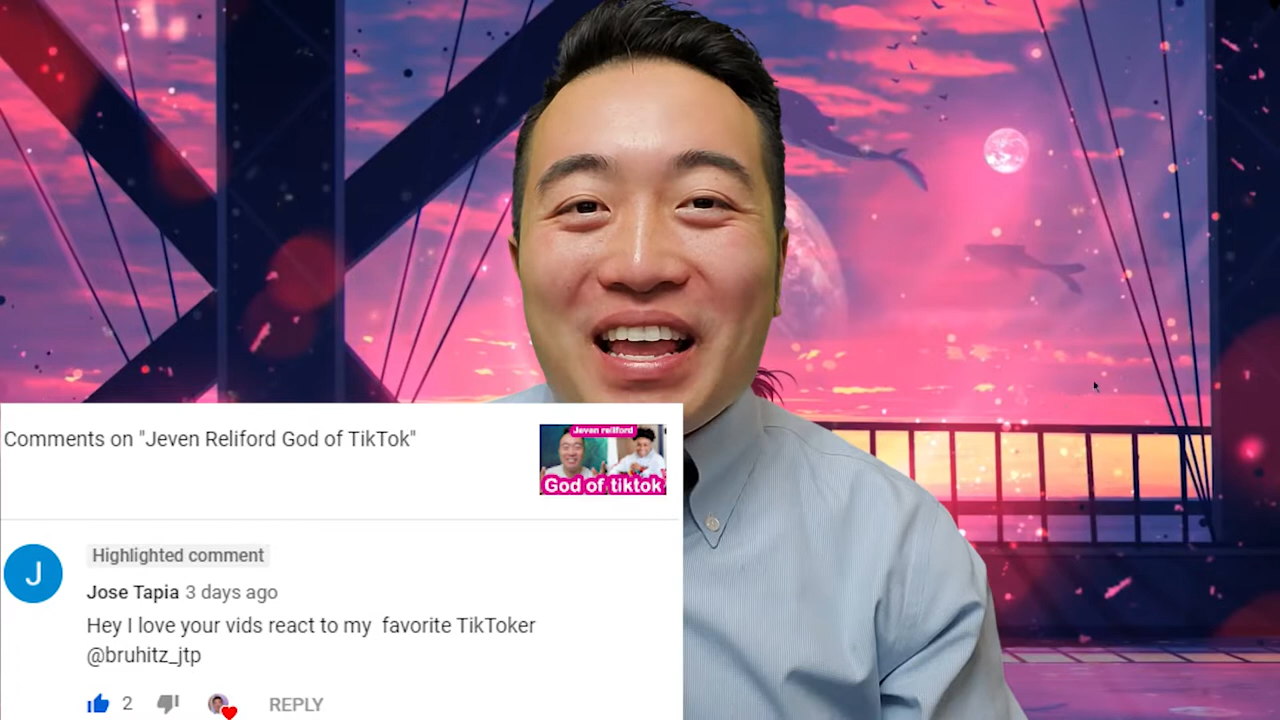 Comments on "Jeven Reliford God of TikTok"
Jeven reliford
God of tiktok
J
Highlighted comment
Jose Tapia 3 days ago
Hey I love your vids react to my favorite TikToker
@bruhitz_jtp
2 REPLY